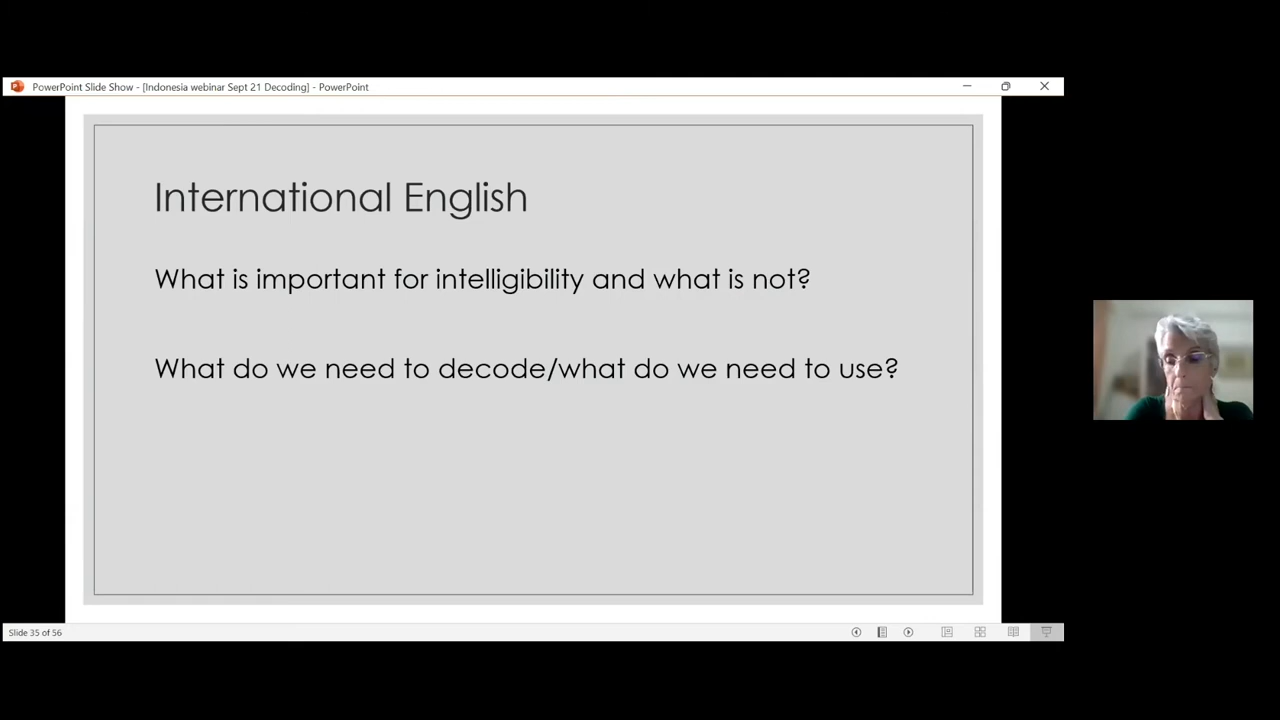 PowerPoint Slide Show - [Indonesia webinar Sept 21 Decoding] - PowerPoint
International English
What is important for intelligibility and what is not?
What do we need to decode/what do we need to use?
Slide 35 of 56